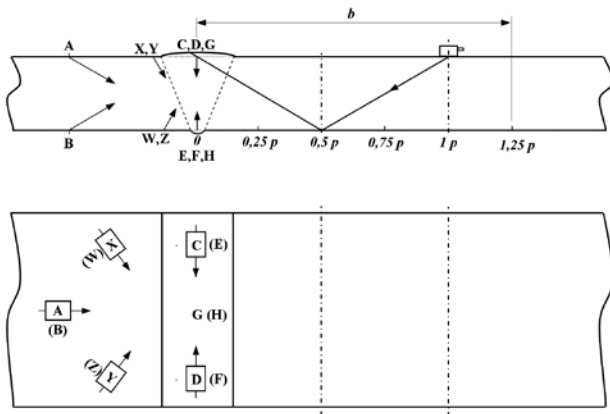 b
A X,Y C,D,G
B W,Z 0 0,25 p 0,5 p 0,75 p 1 p 1,25 p
E,F,H
(W) X C (E)
A G (H)
(B)
(Z) Y D (F)